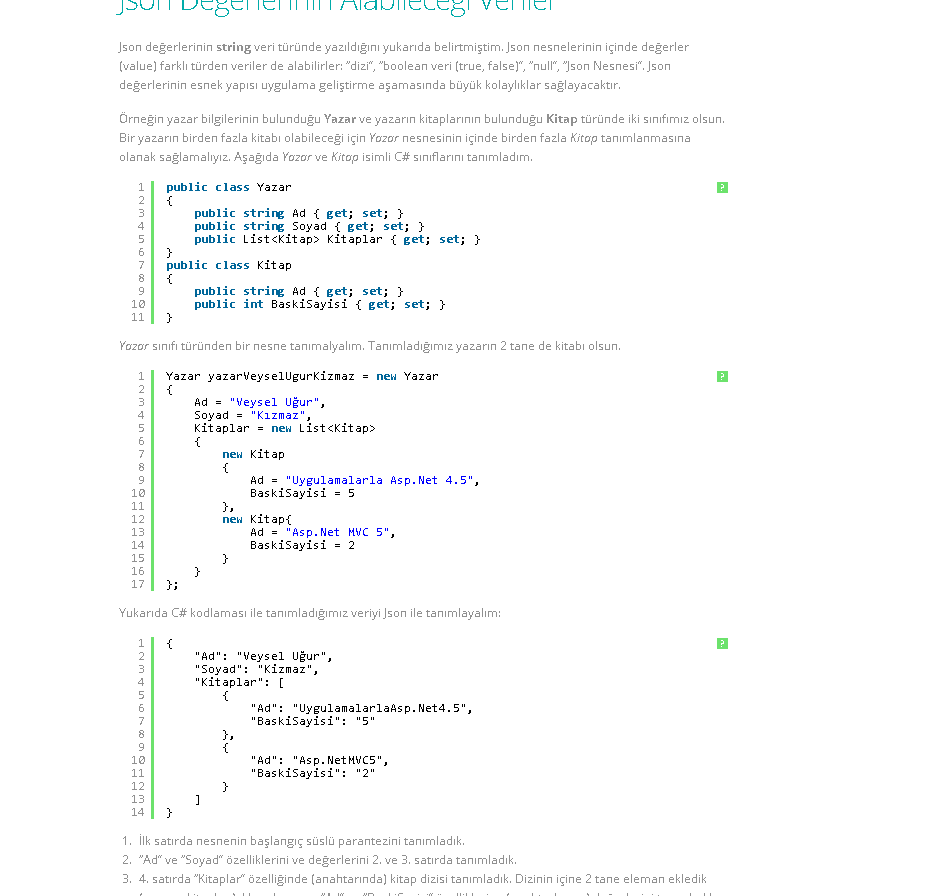 Json Değerlerinin Alabileceği Veriler
Json değerlerinin string veri türünde yazıldığını yukarıda belirtmiştim. Json nesnelerinin içinde değerler
(value) farklı türden veriler de alabilirler: "dizi", "boolean veri (true, false)", "null", "Json Nesnesi". Json
değerlerinin esnek yapısı uygulama geliştirme aşamasında büyük kolaylıklar sağlayacaktır.
Örneğin yazar bilgilerinin bulunduğu Yazar ve yazarın kitaplarının bulunduğu Kitap türünde iki sınıfımız olsun.
Bir yazarın birden fazla kitabı olabileceği için Yazar nesnesinin içinde birden fazla Kitap tanımlanmasına
olanak sağlamalıyız. Aşağıda Yazar ve Kitap isimli C# sınıflarını tanımladım.
?
1 public class Yazar
2 {
3 public string Ad { get; set; }
4 public string Soyad { get; set; }
5 public List<Kitap> Kitaplar { get; set; }
6 }
7 public class Kitap
8 {
9 public string Ad { get; set; }
10 public int BaskiSayisi { get; set; }
11 }
Yazar sınıfı türünden bir nesne tanımalyalım. Tanımladığımız yazarın 2 tane de kitabı olsun.
?
1 Yazar yazarVeyselUgurKizmaz = new Yazar
2 {
3 Ad = "Veysel Uğur",
4 Soyad = "Kızmaz",
5 Kitaplar = new List<Kitap>
6 {
7 new Kitap
8 {
9 Ad = "Uygulamalarla Asp.Net 4.5",
10 BaskiSayisi = 5
11 },
12 new Kitap{
13 Ad = "Asp.Net MVC 5",
14 BaskiSayisi = 2
15 }
16 }
17 };
Yukarıda C# kodlaması ile tanımladığımız veriyi Json ile tanımlayalım:
?
1 {
2 "Ad": "Veysel Uğur",
3 "Soyad": "Kizmaz",
4 "Kitaplar": [
5 {
6 "Ad": "UygulamalarlaAsp.Net4.5",
7 "BaskiSayisi": "5"
8 },
9 {
10 "Ad": "Asp.NetMVC5",
11 "BaskiSayisi": "2"
12 }
13 ]
14 }
1. İlk satırda nesnenin başlangıç süslü parantezini tanımladık.
2. "Ad" ve "Soyad" özelliklerini ve değerlerini 2. ve 3. satırda tanımladık.
3. 4. satırda "Kitaplar" özelliğinde (anahtarında) kitap dizisi tanımladık. Dizinin içine 2 tane eleman ekledik